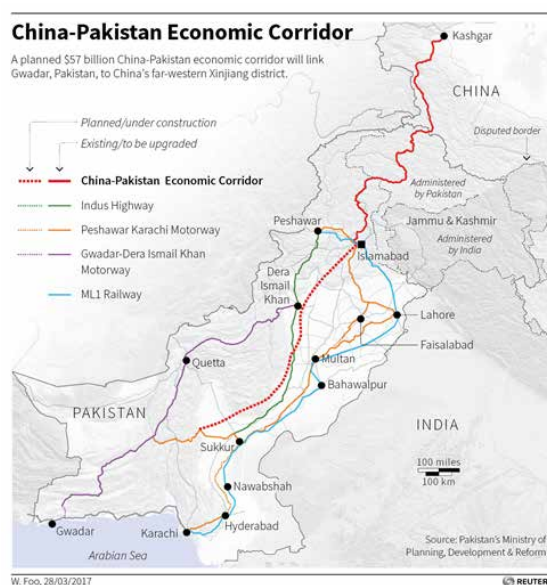 China-Pakistan Economic Corridor
A planned $57 billion China-Pakistan economic corridor will link
Gwadar, Pakistan, to China's far-western Xinjiang district.
Planned/under construction
Existing/to be upgraded
China-Pakistan Economic Corridor
Indus Highway
Peshawar Karachi Motorway
Gwadar-Dera Ismail Khan
Motorway
ML1 Railway
Kashgar
CHINA
Disputed border
Administered
by Pakistan
Jammu & Kashmir
Administered
by India
Peshawar
Islamabad
Dera
Ismail
Khan
Lahore
Faisalabad
Quetta
Multan
Bahawalpur
PAKISTAN
INDIA
Sukkur
100 miles
100 km
Nawabshah
Gwadar
Karachi
Hyderabad
Arabian Sea
Source: Pakistan's Ministry of
Planning, Development & Reform
W. Foo, 28/03/2017
REUTERS